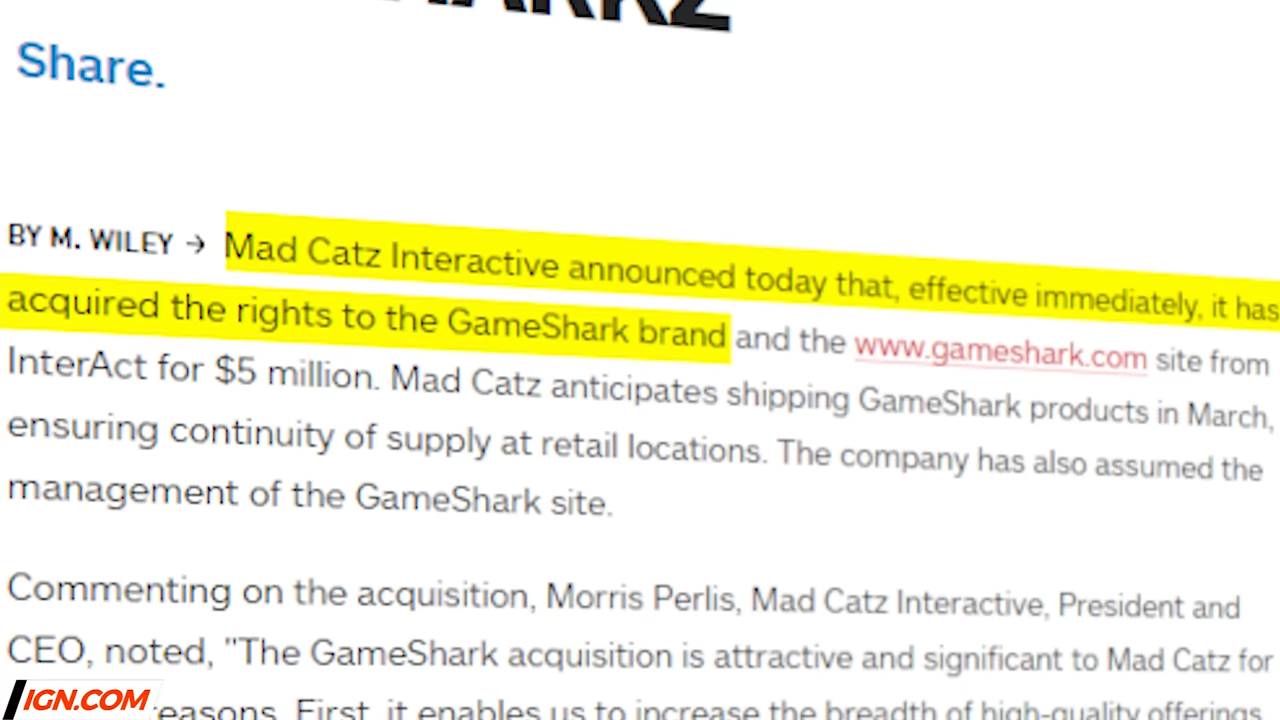 Share.
BY M. WILEY → Mad Catz Interactive announced today that, effective immediately, it has
acquired the rights to the GameShark brand and the www.gameshark.com site from
InterAct for $5 million. Mad Catz anticipates shipping GameShark products in March,
ensuring continuity of supply at retail locations. The company has also assumed the
management of the GameShark site.
Commenting on the acquisition, Morris Perlis, Mad Catz Interactive, President and
CEO, noted, "The GameShark acquisition is attractive and significant to Mad Catz for
reasons. First, it enables us to increase the breadth of high-quality offerings
IGN.COM